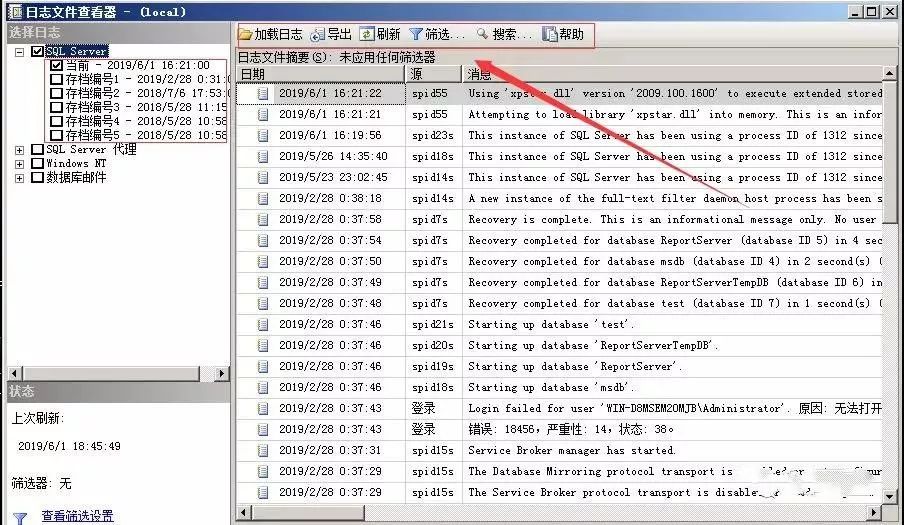 日志文件查看器 - (local)
选择日志
SQL Server
当前 - 2019/6/1 16:21:00
存档编号1 - 2019/2/28 0:31:0
存档编号2 - 2018/7/6 17:53:0
存档编号3 - 2018/5/28 11:15
存档编号4 - 2018/5/28 10:58
存档编号5 - 2018/5/28 10:58
SQL Server 代理
Windows NT
数据库邮件
状态
上次刷新:
2019/6/1 18:45:49
筛选器: 无
查看筛选设置
加载日志 导出 刷新 筛选... 搜索... 帮助
日志文件摘要(S): 未应用任何筛选器
日期 源 消息
2019/6/1 16:21:22 spid55 Using 'xpstar.dll' version '2009.100.1600' to execute extended stored
2019/6/1 16:21:21 spid55 Attempting to load library 'xpstar.dll' into memory. This is an infor
2019/6/1 16:19:56 spid23s This instance of SQL Server has been using a process ID of 1312 since
2019/5/26 14:35:40 spid18s This instance of SQL Server has been using a process ID of 1312 since
2019/5/23 23:02:45 spid14s This instance of SQL Server has been using a process ID of 1312 since
2019/2/28 0:38:18 spid14s A new instance of the full-text filter daemon host process has been s
2019/2/28 0:37:58 spid7s Recovery is complete. This is an informational message only. No user
2019/2/28 0:37:54 spid7s Recovery completed for database ReportServer (database ID 5) in 4 sec
2019/2/28 0:37:50 spid7s Recovery completed for database msdb (database ID 4) in 2 second(s) (
2019/2/28 0:37:49 spid7s Recovery completed for database ReportServerTempDB (database ID 6) in
2019/2/28 0:37:48 spid7s Recovery completed for database test (database ID 7) in 1 second(s) (
2019/2/28 0:37:46 spid21s Starting up database 'test'.
2019/2/28 0:37:46 spid20s Starting up database 'ReportServerTempDB'.
2019/2/28 0:37:46 spid19s Starting up database 'ReportServer'.
2019/2/28 0:37:46 spid18s Starting up database 'msdb'.
2019/2/28 0:37:43 登录 Login failed for user 'WIN-D8MSEM2OMJB\Administrator'. 原因: 无法打开
2019/2/28 0:37:43 登录 错误: 18456，严重性: 14，状态: 38。
2019/2/28 0:37:31 spid15s Service Broker manager has started.
2019/2/28 0:37:29 spid15s The Database Mirroring protocol transport is
2019/2/28 0:37:29 spid15s The Service Broker protocol transport is disabled